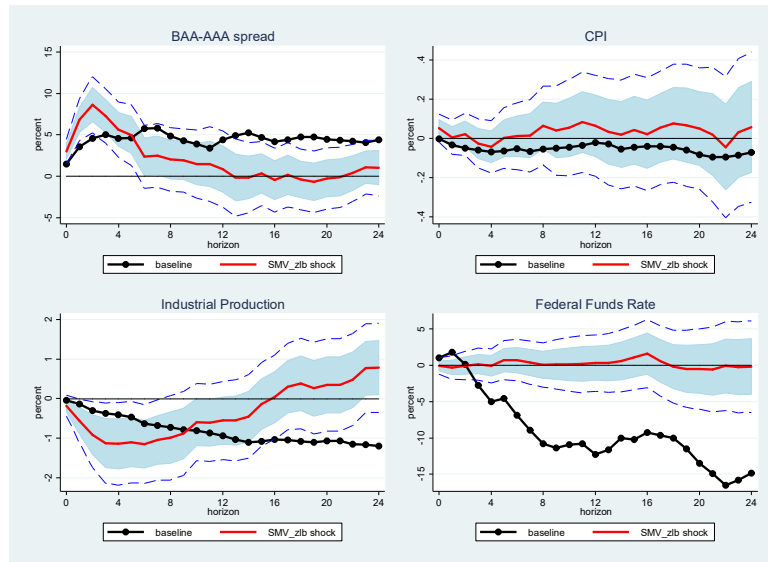 BAA-AAA spread
15
10
5
0
-5
percent
0 4 8 12 16 20 24
horizon
baseline SMV_zlb shock
CPI
.4
.2
0
-.2
-.4
percent
0 4 8 12 16 20 24
horizon
baseline SMV_zlb shock
Industrial Production
2
1
0
-1
-2
percent
0 4 8 12 16 20 24
horizon
baseline SMV_zlb shock
Federal Funds Rate
5
0
-5
-10
-15
percent
0 4 8 12 16 20 24
horizon
baseline SMV_zlb shock